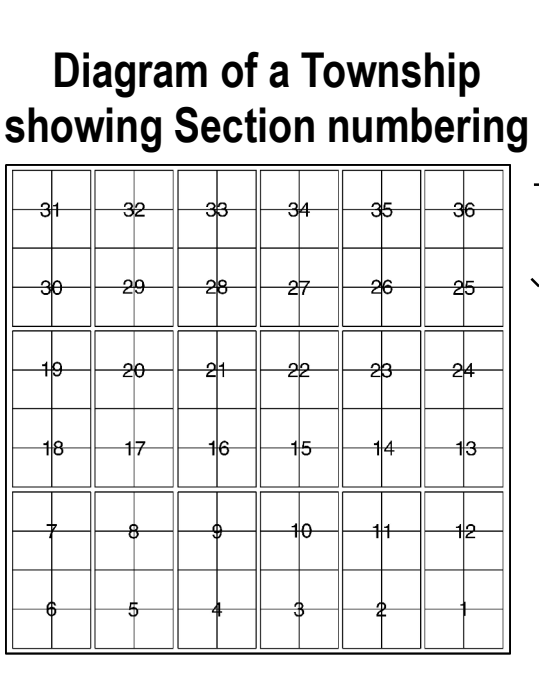 Diagram of a Township
showing Section numbering
31 32 33 34 35 36
30 29 28 27 26 25
19 20 21 22 23 24
18 17 16 15 14 13
7 8 9 10 11 12
6 5 4 3 2 1